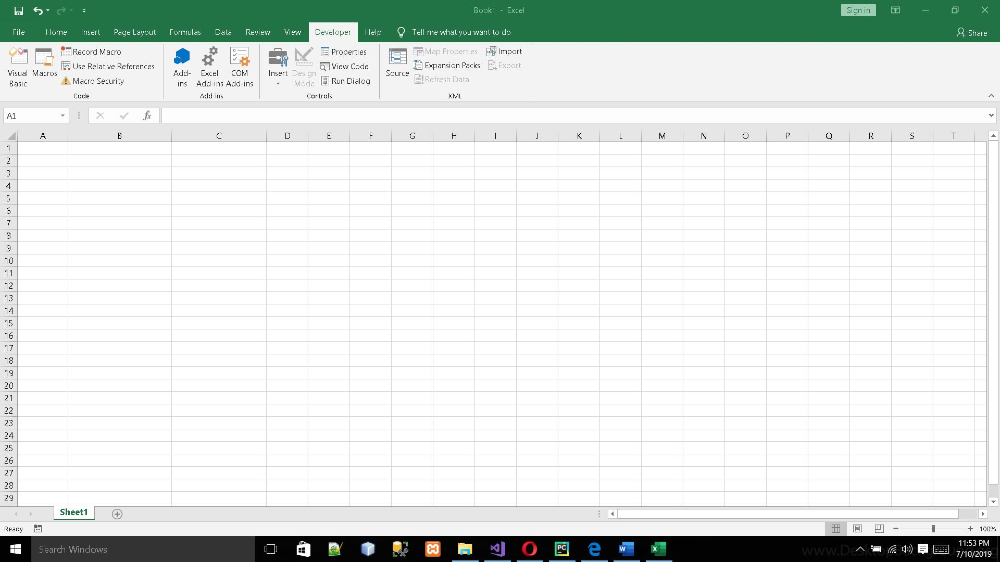 Book1 - Excel
Sign in
File Home Insert Page Layout Formulas Data Review View Developer Help Tell me what you want to do Share
Visual Basic
Macros
Record Macro
Use Relative References
Macro Security
Code
Add-ins
Excel Add-ins
COM Add-ins
Add-ins
Insert
Design Mode
Properties
View Code
Run Dialog
Controls
Source
Map Properties
Expansion Packs
Refresh Data
Import
Export
XML
A1
fx
A B C D E F G H I J K L M N O P Q R S T
1
2
3
4
5
6
7
8
9
10
11
12
13
14
15
16
17
18
19
20
21
22
23
24
25
26
27
28
29
Sheet1
Ready
100%
Search Windows
PC
11:53 PM
7/10/2019